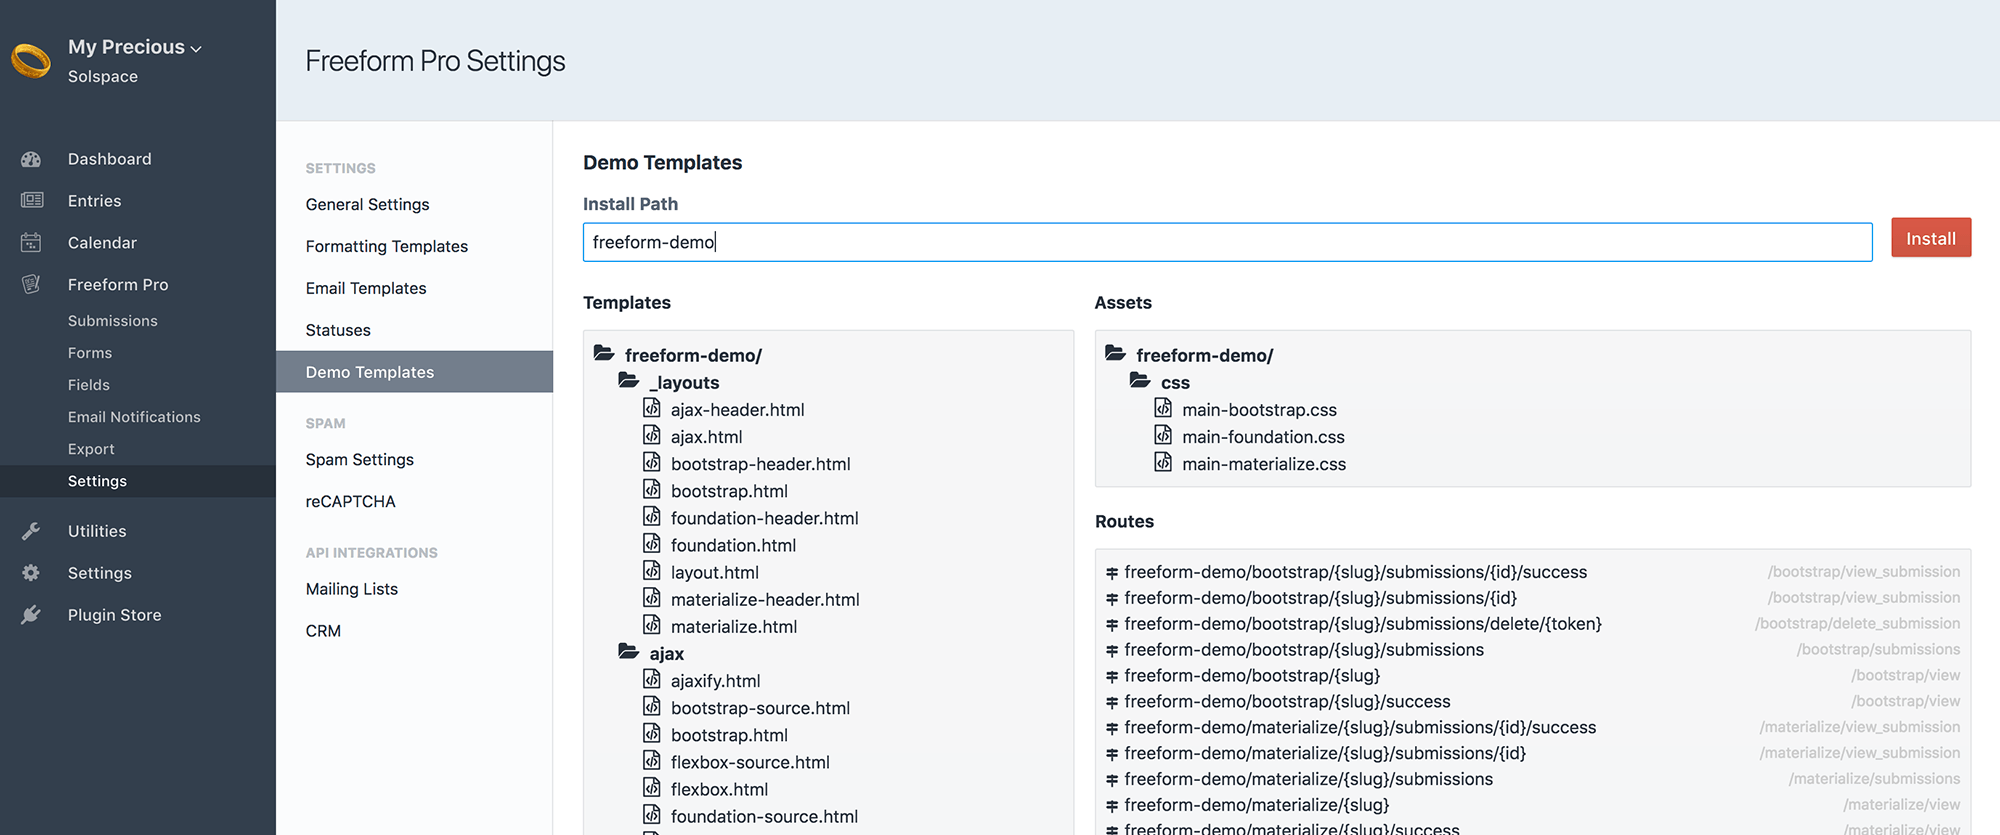 My Precious
Solspace
Dashboard
Entries
Calendar
Freeform Pro
Submissions
Forms
Fields
Email Notifications
Export
Settings
Utilities
Settings
Plugin Store
Freeform Pro Settings
SETTINGS
General Settings
Formatting Templates
Email Templates
Statuses
Demo Templates
SPAM
Spam Settings
reCAPTCHA
API INTEGRATIONS
Mailing Lists
CRM
Demo Templates
Install Path
freeform-demo
Install
Templates
freeform-demo/
_layouts
ajax-header.html
ajax.html
bootstrap-header.html
bootstrap.html
foundation-header.html
foundation.html
layout.html
materialize-header.html
materialize.html
ajax
ajaxify.html
bootstrap-source.html
bootstrap.html
flexbox-source.html
flexbox.html
foundation-source.html
Assets
freeform-demo/
css
main-bootstrap.css
main-foundation.css
main-materialize.css
Routes
freeform-demo/bootstrap/{slug}/submissions/{id}/success /bootstrap/view_submission
freeform-demo/bootstrap/{slug}/submissions/{id} /bootstrap/view_submission
freeform-demo/bootstrap/{slug}/submissions/delete/{token} /bootstrap/delete_submission
freeform-demo/bootstrap/{slug}/submissions /bootstrap/submissions
freeform-demo/bootstrap/{slug} /bootstrap/view
freeform-demo/bootstrap/{slug}/success /bootstrap/view
freeform-demo/materialize/{slug}/submissions/{id}/success /materialize/view_submission
freeform-demo/materialize/{slug}/submissions/{id} /materialize/view_submission
freeform-demo/materialize/{slug}/submissions /materialize/submissions
freeform-demo/materialize/{slug} /materialize/view
freeform-demo/materialize/{slug}/success /materialize/view